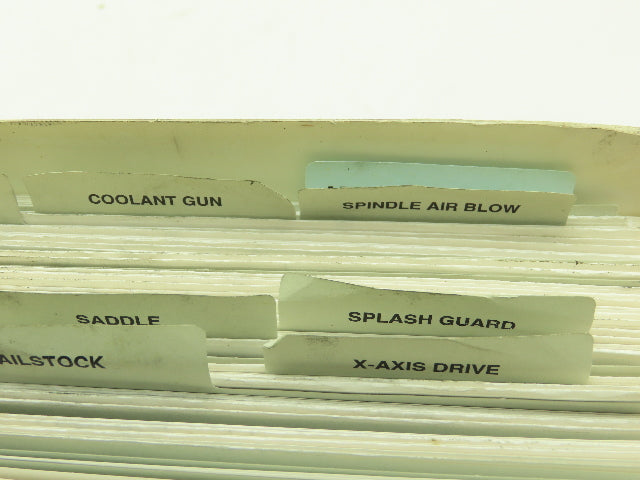 COOLANT GUN
SPINDLE AIR BLOW
SADDLE
SPLASH GUARD
AILSTOCK
X-AXIS DRIVE